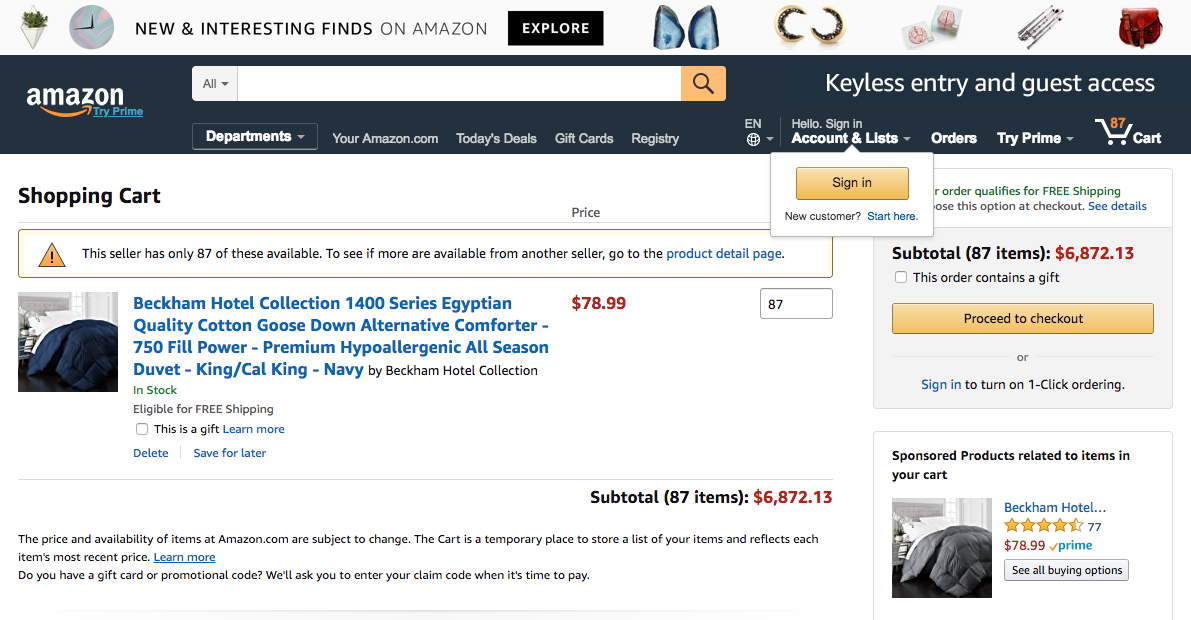 NEW & INTERESTING FINDS ON AMAZON EXPLORE
All
Keyless entry and guest access
amazon
Try Prime
Departments
Your Amazon.com Today's Deals Gift Cards Registry
EN
Hello. Sign in
Account & Lists
Orders
Try Prime
87
Cart
Sign in
New customer? Start here.
Shopping Cart
Price
This seller has only 87 of these available. To see if more are available from another seller, go to the product detail page.
Beckham Hotel Collection 1400 Series Egyptian
Quality Cotton Goose Down Alternative Comforter -
750 Fill Power - Premium Hypoallergenic All Season
Duvet - King/Cal King - Navy by Beckham Hotel Collection
$78.99
87
In Stock
Eligible for FREE Shipping
This is a gift Learn more
Delete Save for later
Subtotal (87 items): $6,872.13
The price and availability of items at Amazon.com are subject to change. The Cart is a temporary place to store a list of your items and reflects each
item's most recent price. Learn more
Do you have a gift card or promotional code? We'll ask you to enter your claim code when it's time to pay.
order qualifies for FREE Shipping
this option at checkout. See details
Subtotal (87 items): $6,872.13
This order contains a gift
Proceed to checkout
or
Sign in to turn on 1-Click ordering.
Sponsored Products related to items in
your cart
Beckham Hotel...
77
$78.99 prime
See all buying options